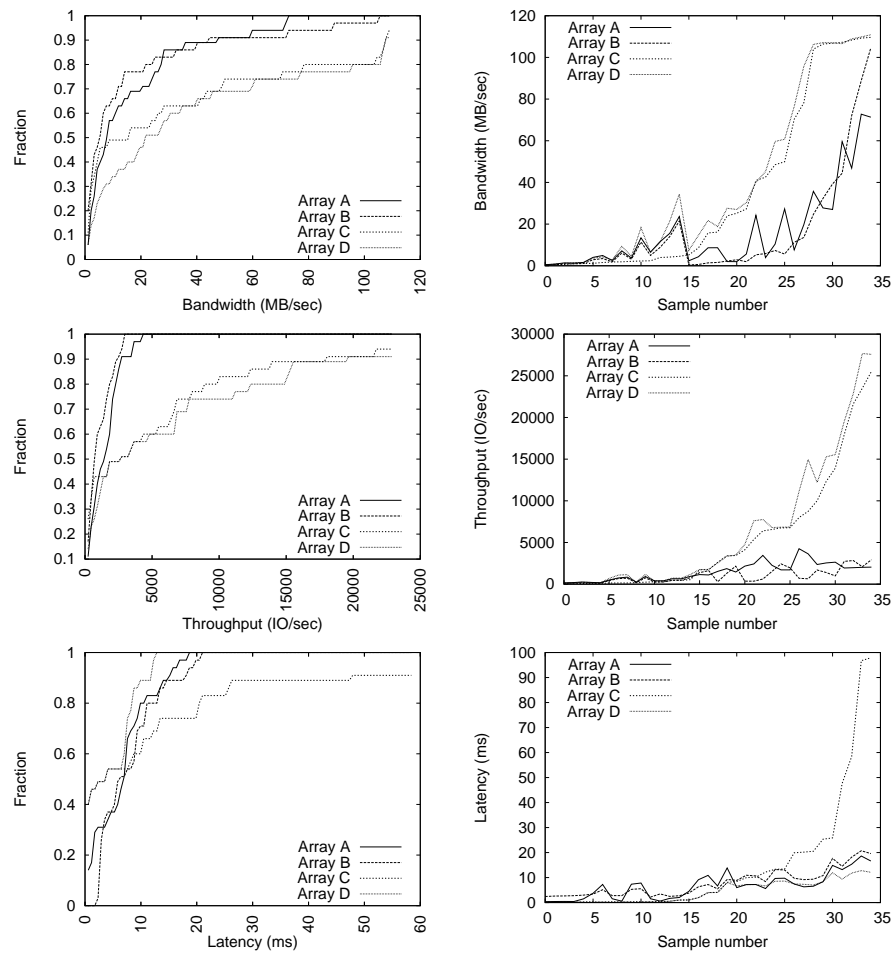 1
0.9
0.8
0.7
0.6
0.5
0.4
0.3
0.2
0.1
0
Fraction
Array A
Array B
Array C
Array D
0
20
40
60
80
100
120
Bandwidth (MB/sec)
120
100
80
60
40
20
0
Bandwidth (MB/sec)
Array A
Array B
Array C
Array D
0 5 10 15 20 25 30 35
Sample number
1
0.9
0.8
0.7
0.6
0.5
0.4
0.3
0.2
0.1
Fraction
Array A
Array B
Array C
Array D
0
5000
10000
15000
20000
25000
Throughput (IO/sec)
30000
25000
20000
15000
10000
5000
0
Throughput (IO/sec)
Array A
Array B
Array C
Array D
0 5 10 15 20 25 30 35
Sample number
1
0.8
0.6
0.4
0.2
0
Fraction
Array A
Array B
Array C
Array D
0
10
20
30
40
50
60
Latency (ms)
100
90
80
70
60
50
40
30
20
10
0
Latency (ms)
Array A
Array B
Array C
Array D
0 5 10 15 20 25 30 35
Sample number